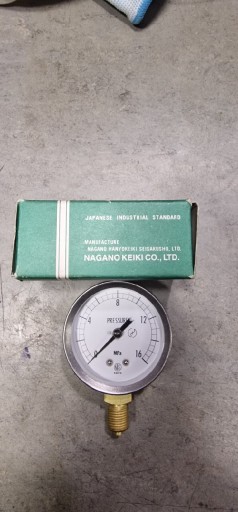 JAPANESE INDUSTRIAL STANDARD
MANUFACTURE
NAGANO KEIKI CO., LTD.
8
4
12
PRESSURE
0
16
MPa